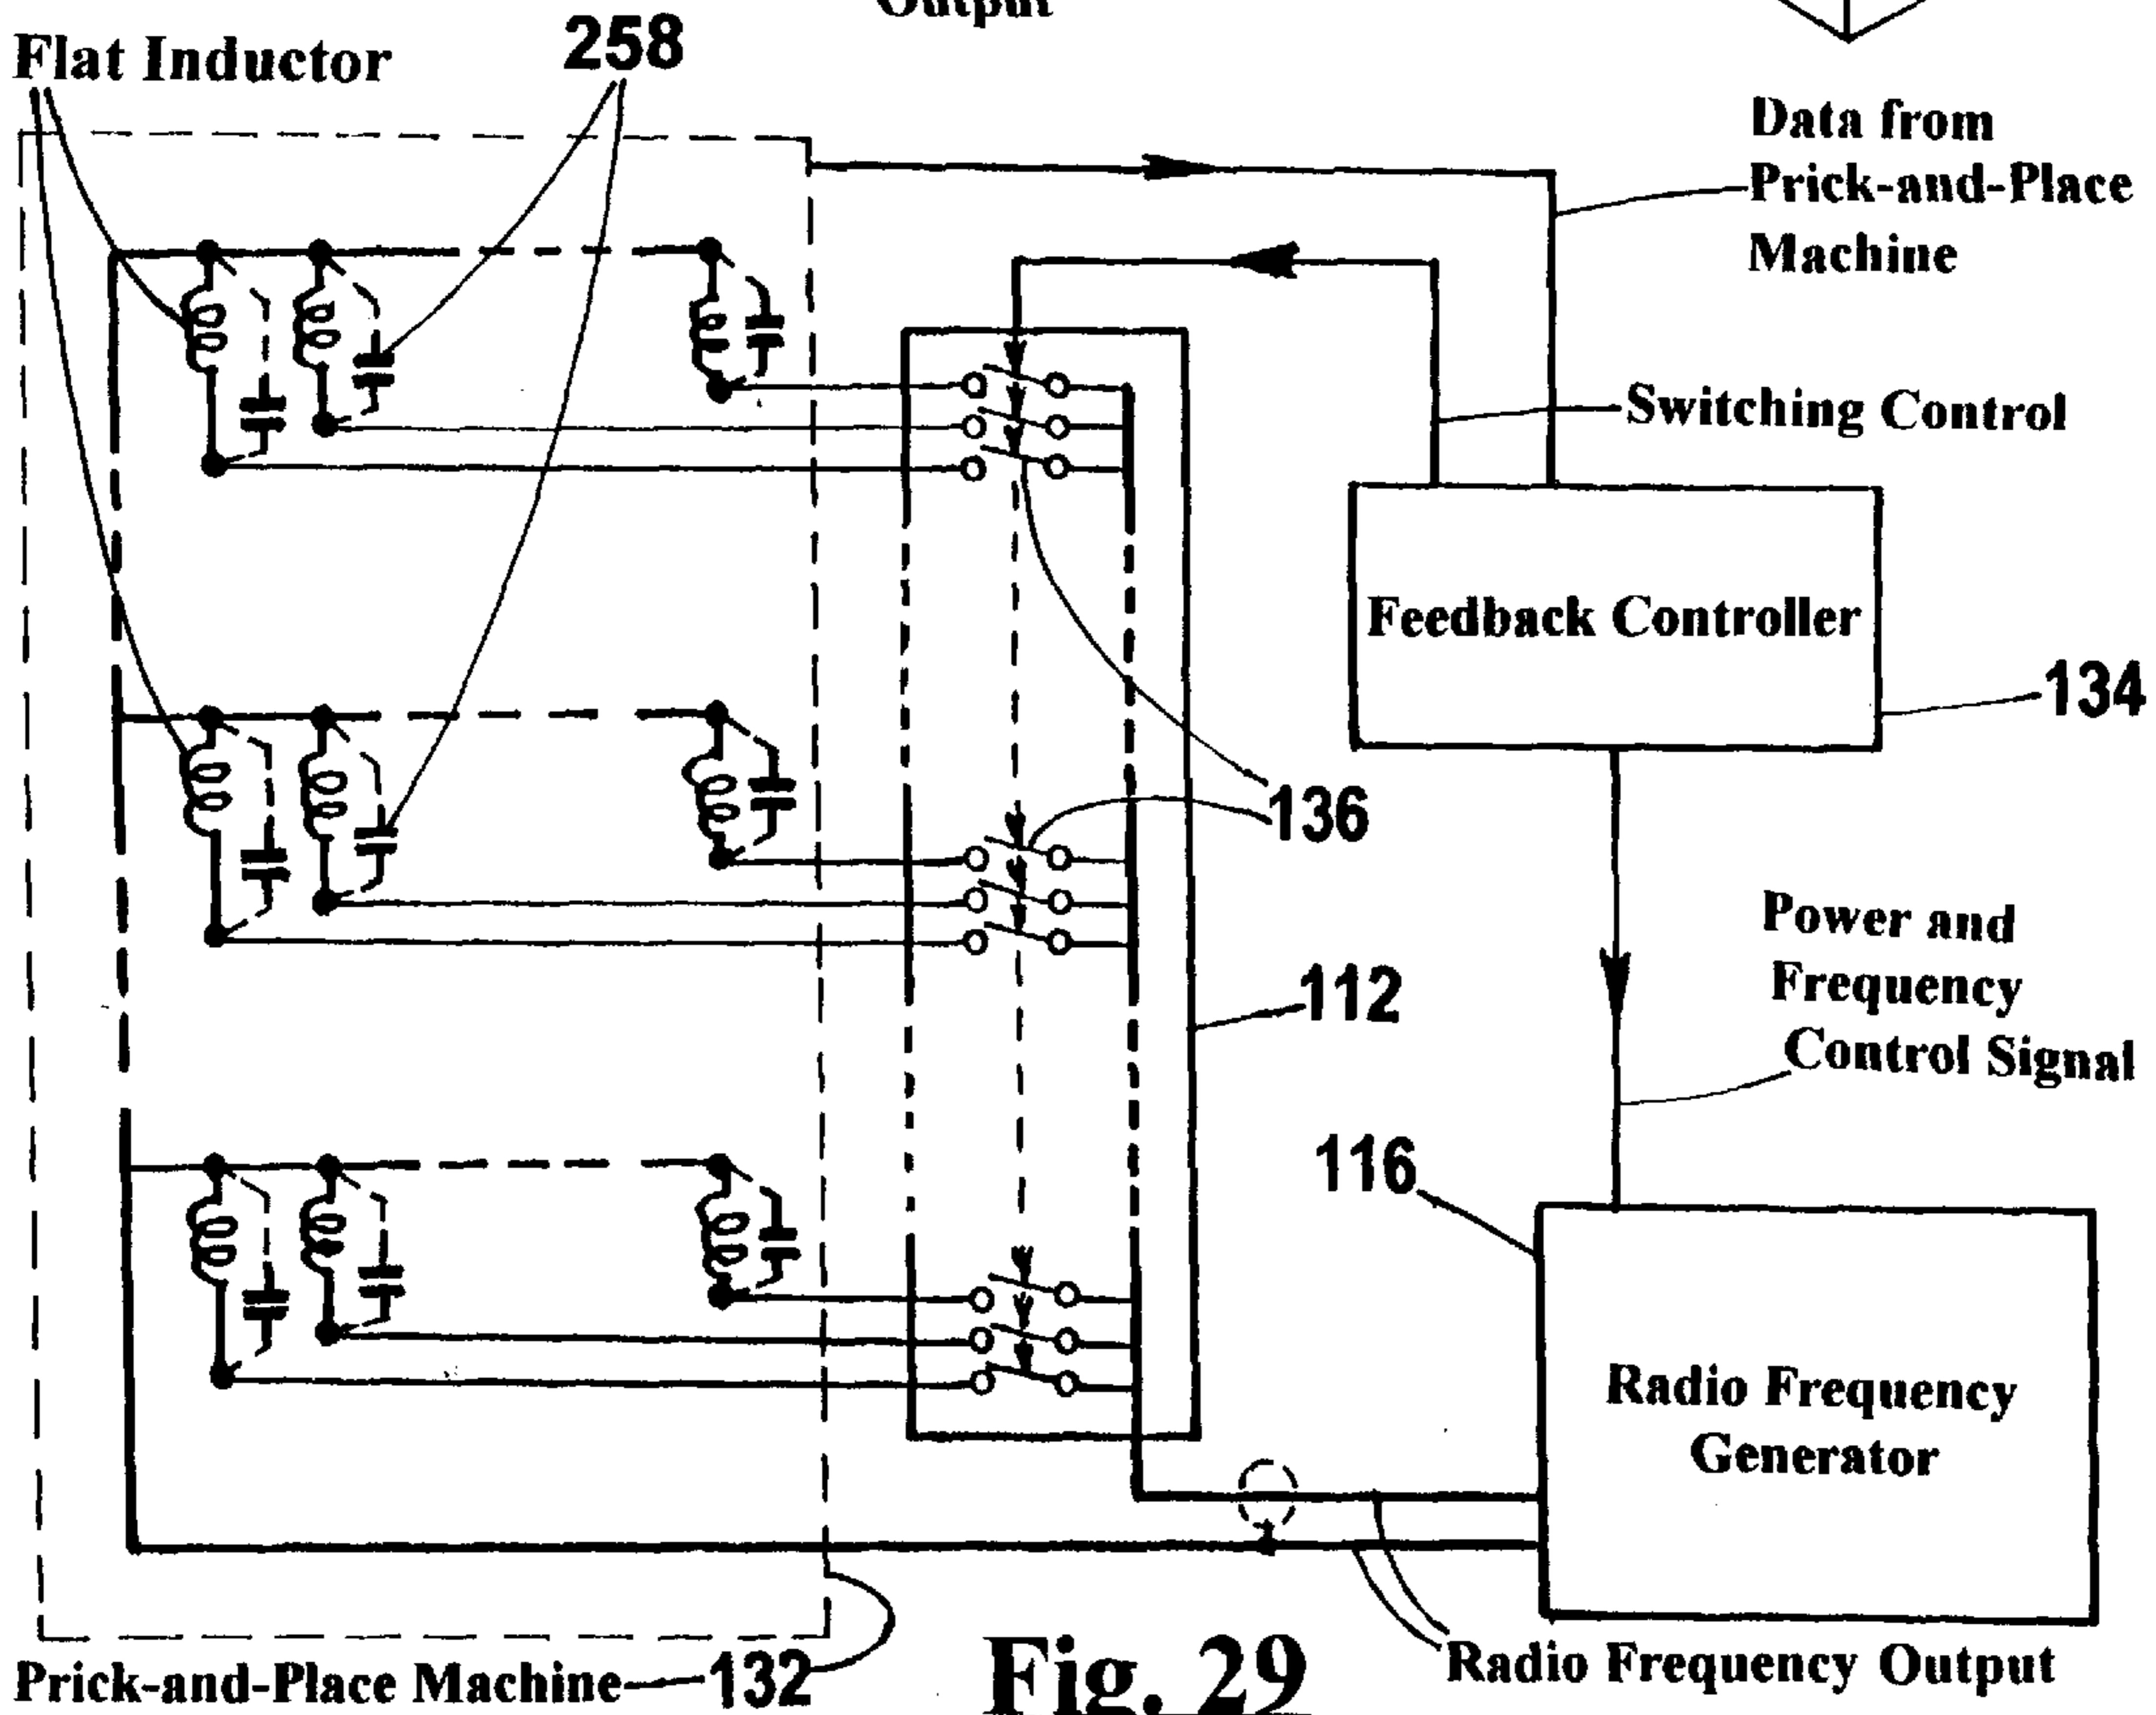 Output
Flat Inductor
258
Data from
Prick-and-Place
Machine
Switching Control
Feedback Controller
134
136
Power and
Frequency
Control Signal
112
116
Radio Frequency
Generator
Radio Frequency Output
Prick-and-Place Machine
132
Fig. 29